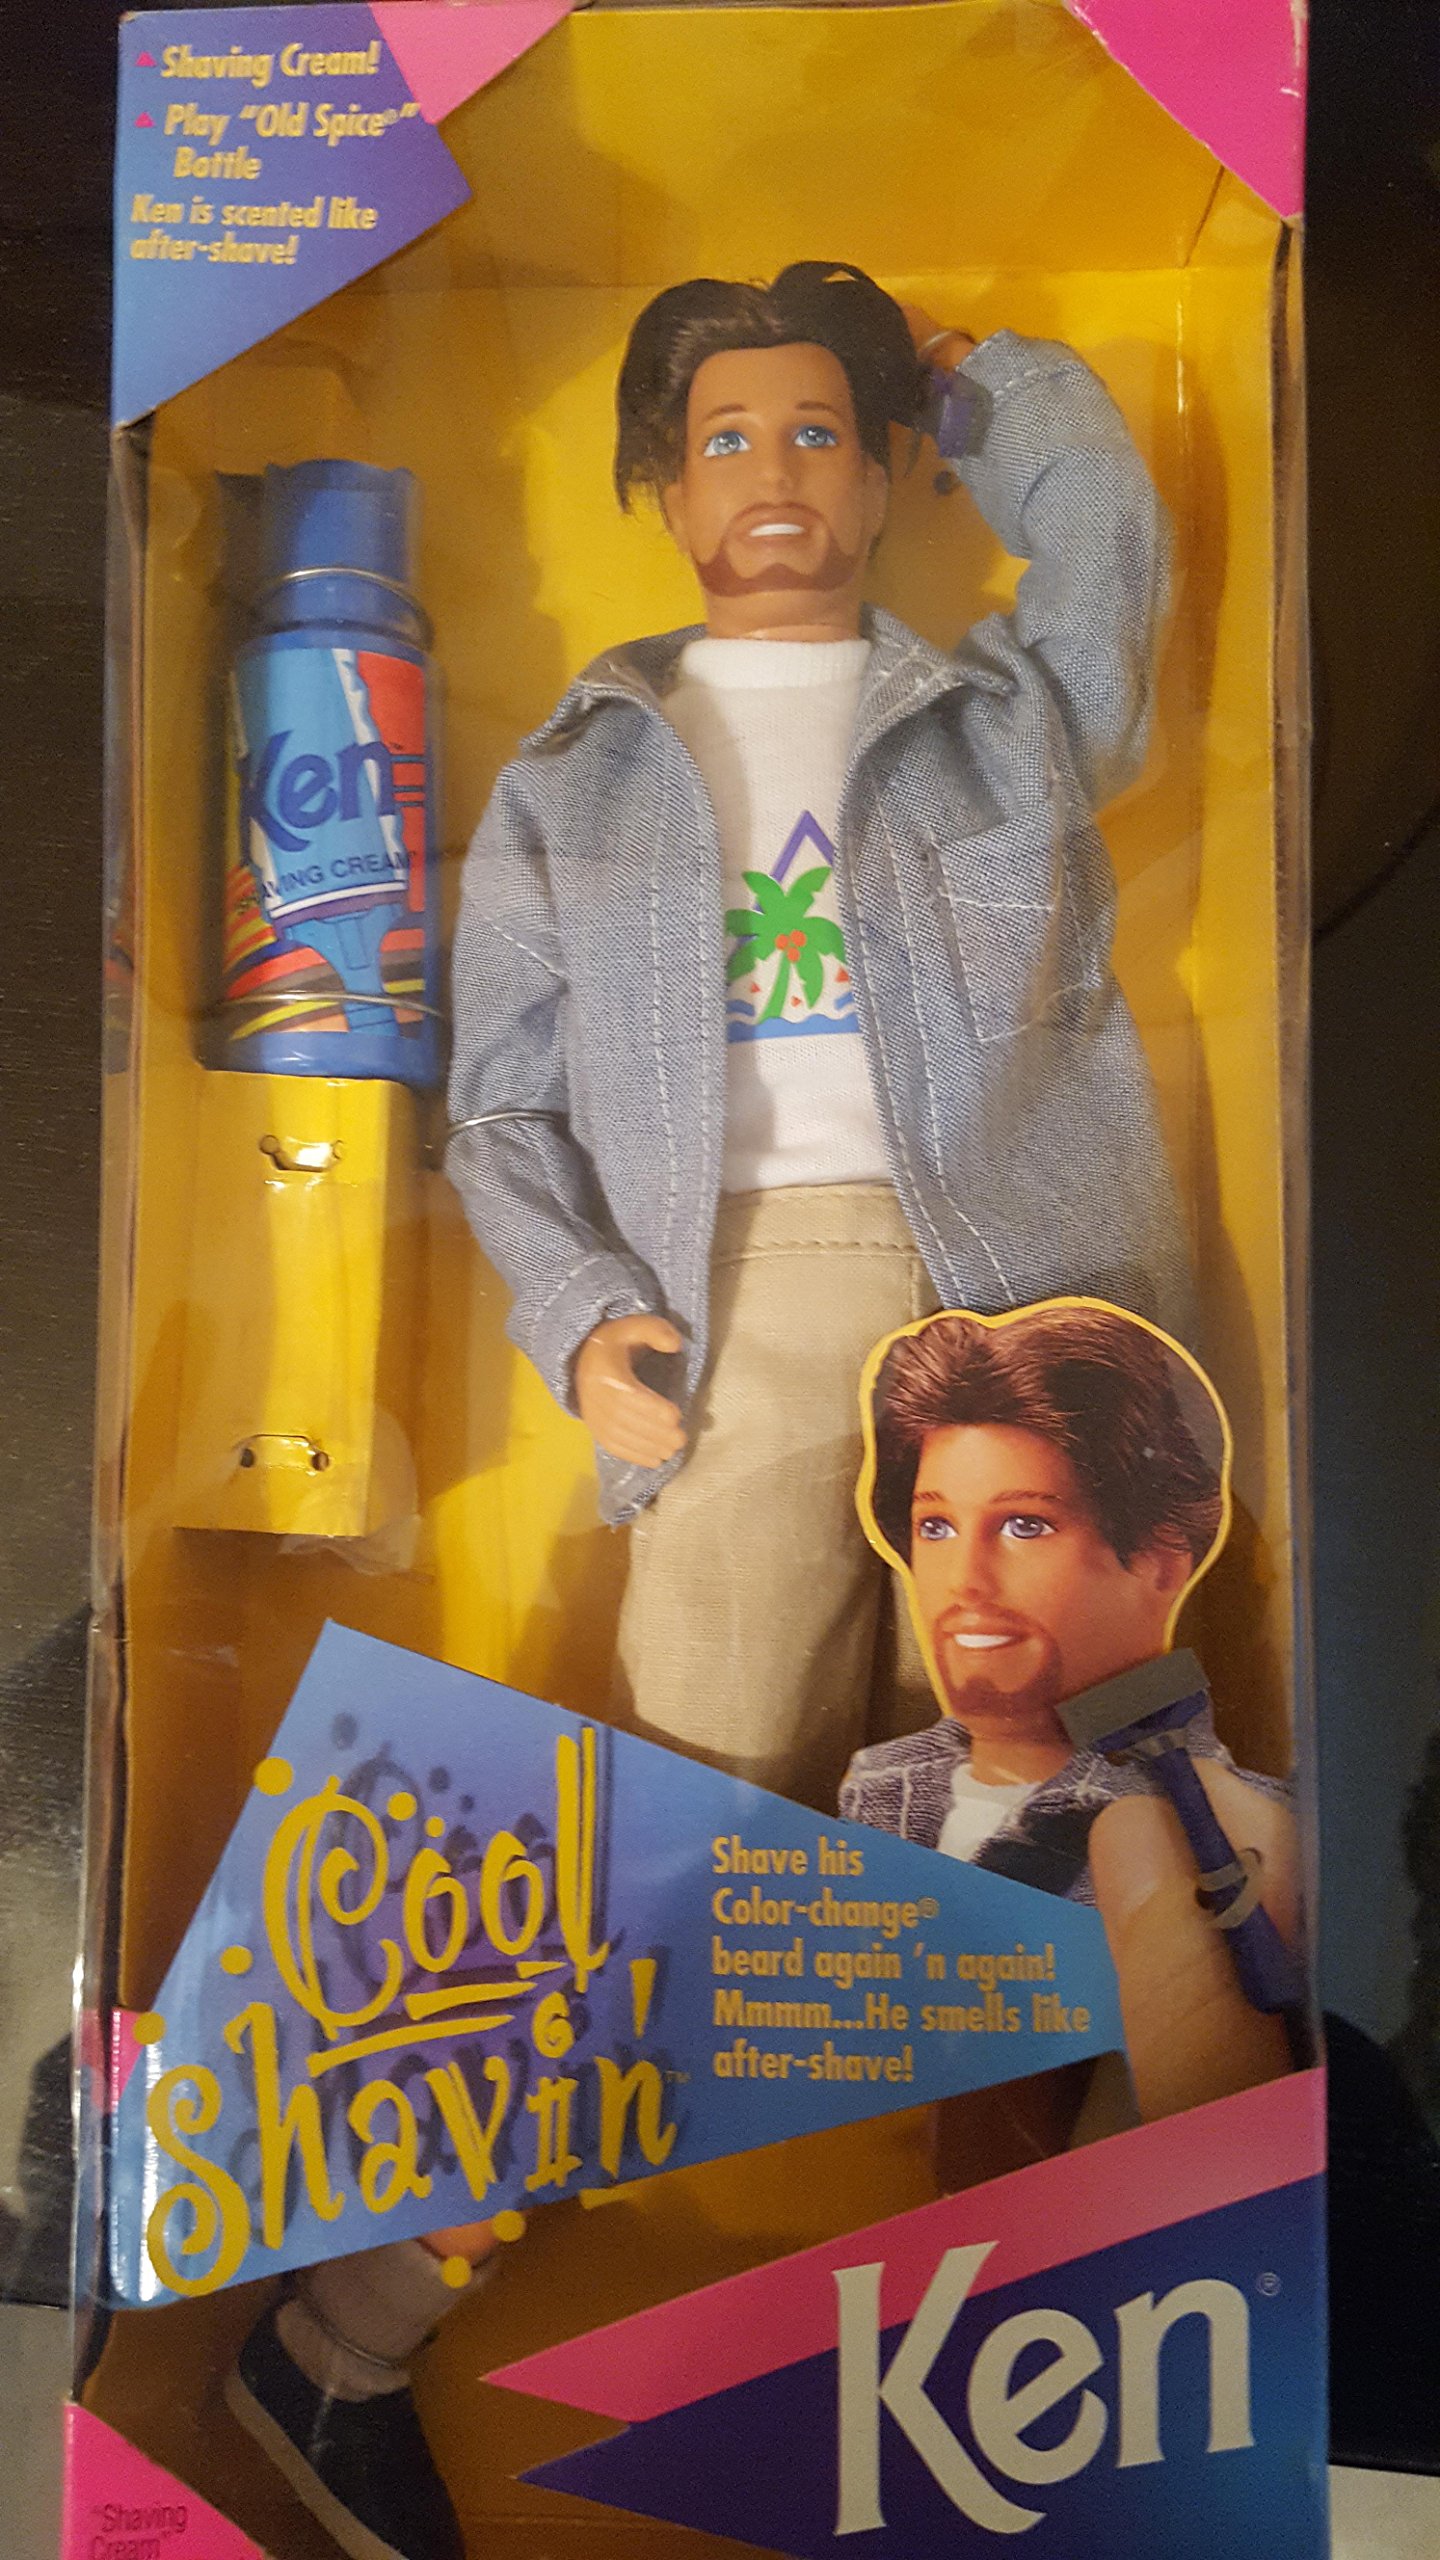 Shaving Cream!
Play "Old Spice®"
Bottle
Ken is scented like
after-shave!
Ken
SHAVING CREAM
Cool
Shavin'™
Shave his
Color-change®
beard again 'n again!
Mmmm...He smells like
after-shave!
Ken®
"Shaving
Cream"